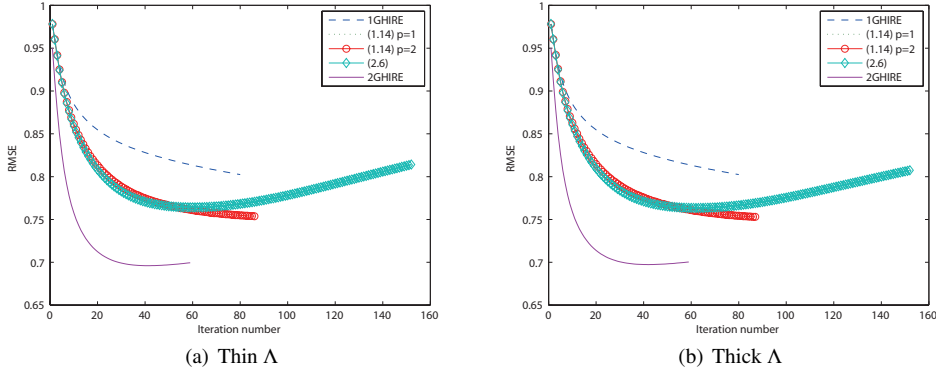 1
0.95
0.9
0.85
0.8
0.75
0.7
0.65
RMSE
0 20 40 60 80 100 120 140 160
Iteration number
1GHIRE
(1.14) p=1
(1.14) p=2
(2.6)
2GHIRE
(a) Thin Λ
1
0.95
0.9
0.85
0.8
0.75
0.7
0.65
RMSE
0 20 40 60 80 100 120 140 160
Iteration number
1GHIRE
(1.14) p=1
(1.14) p=2
(2.6)
2GHIRE
(b) Thick Λ